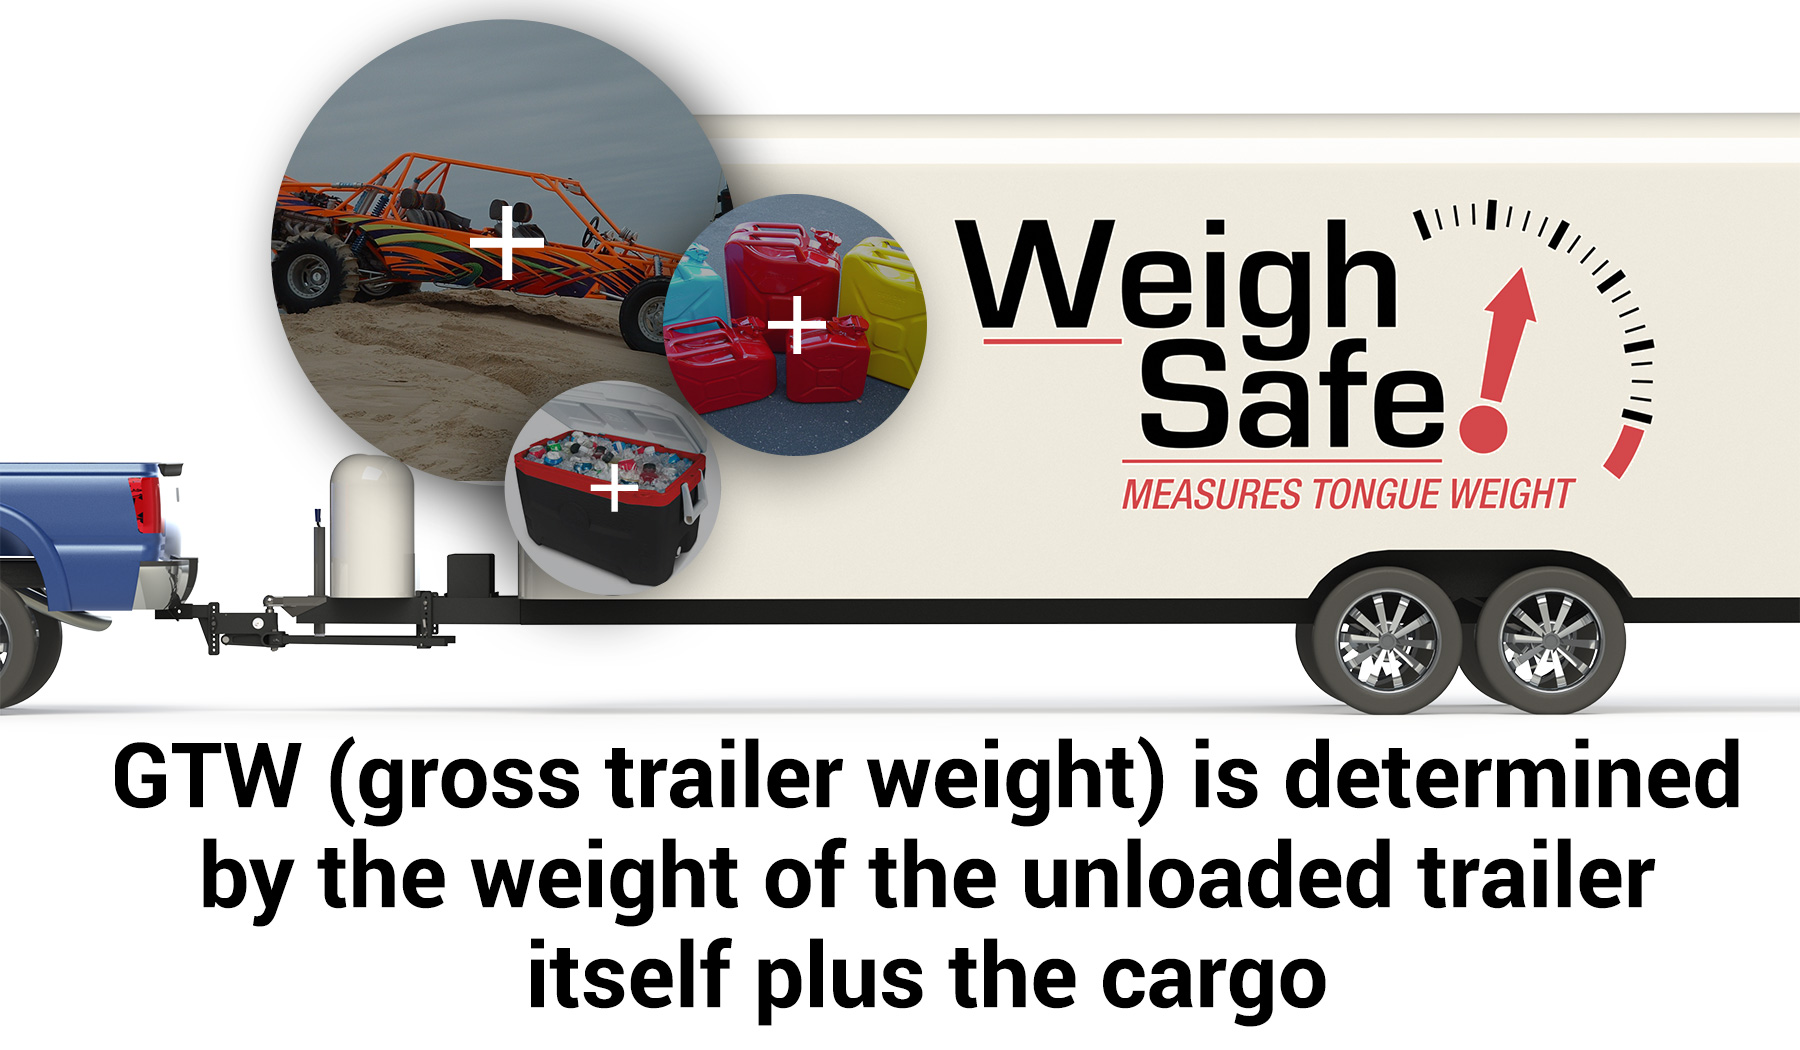 Weigh
Safe!
MEASURES TONGUE WEIGHT
GTW (gross trailer weight) is determined
by the weight of the unloaded trailer
itself plus the cargo